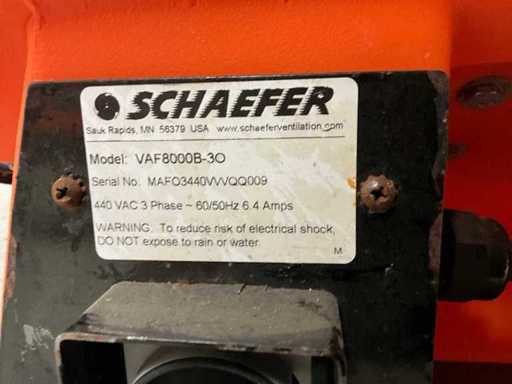 SCHAEFER
Sauk Rapids, MN 56379 USA www.schaeferventilation.com
Model: VAF8000B-3O
Serial No. MAFO3440VVVQQ009
440 VAC 3 Phase ~ 60/50Hz 6.4 Amps
WARNING. To reduce risk of electrical shock,
DO NOT expose to rain or water.
M